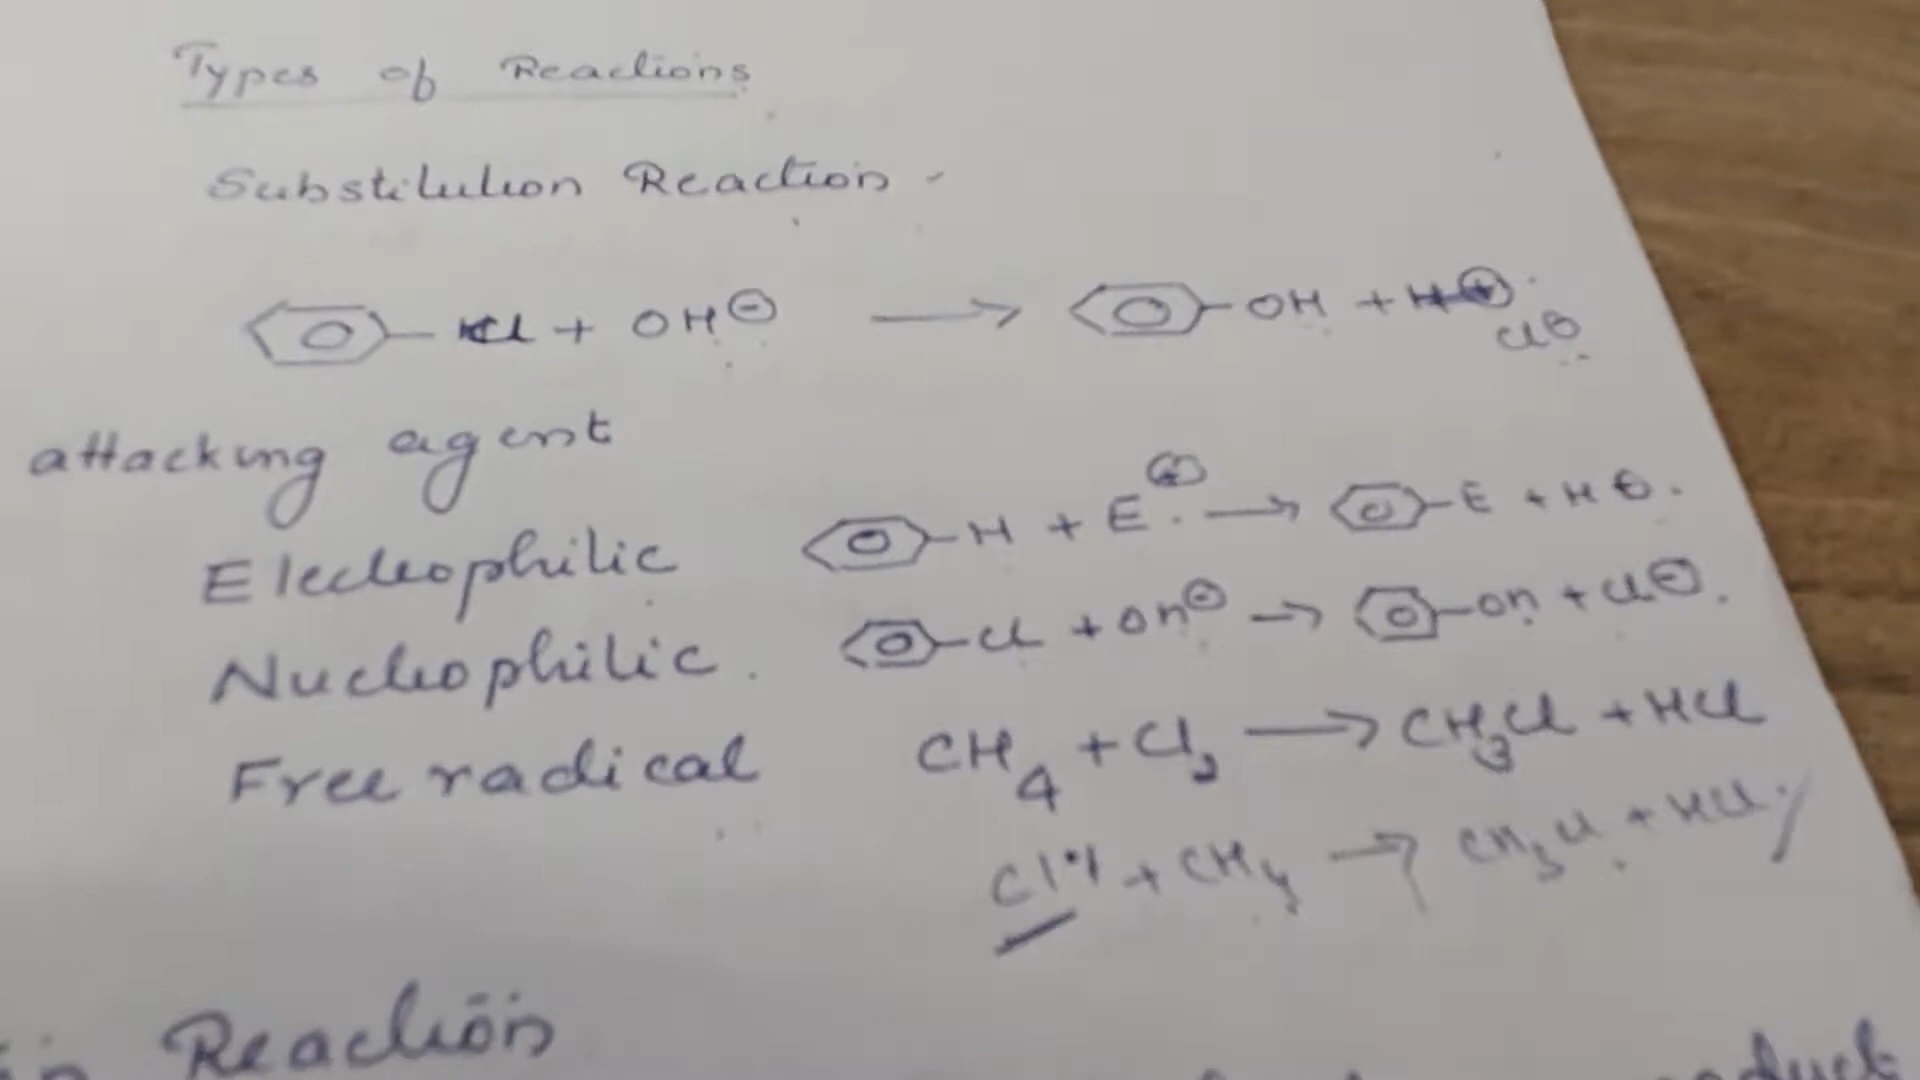 Types of Reactions
Substitution Reaction -
Cl + OH⊖ → OH + Cl⊖
attacking agent
Electrophilic H + E⊕ → E + H⊕.
Nucleophilic. Cl + OH⊖ → OH + Cl⊖.
Free radical CH4 + Cl2 → CH3Cl + HCl
Cl• + CH4 → CH3Cl + HCl.
Reaction